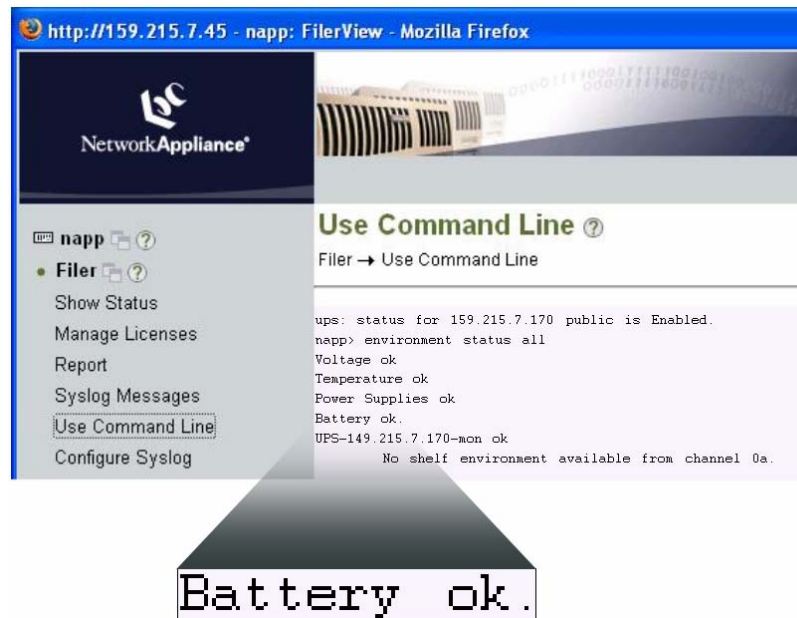 http://159.215.7.45 - napp: FilerView - Mozilla Firefox
NetworkAppliance®
napp
Filer
Show Status
Manage Licenses
Report
Syslog Messages
Use Command Line
Configure Syslog
Use Command Line
Filer → Use Command Line
ups: status for 159.215.7.170 public is Enabled.
napp> environment status all
Voltage ok
Temperature ok
Power Supplies ok
Battery ok.
UPS-149.215.7.170-mon ok
No shelf environment available from channel 0a.
Battery ok.